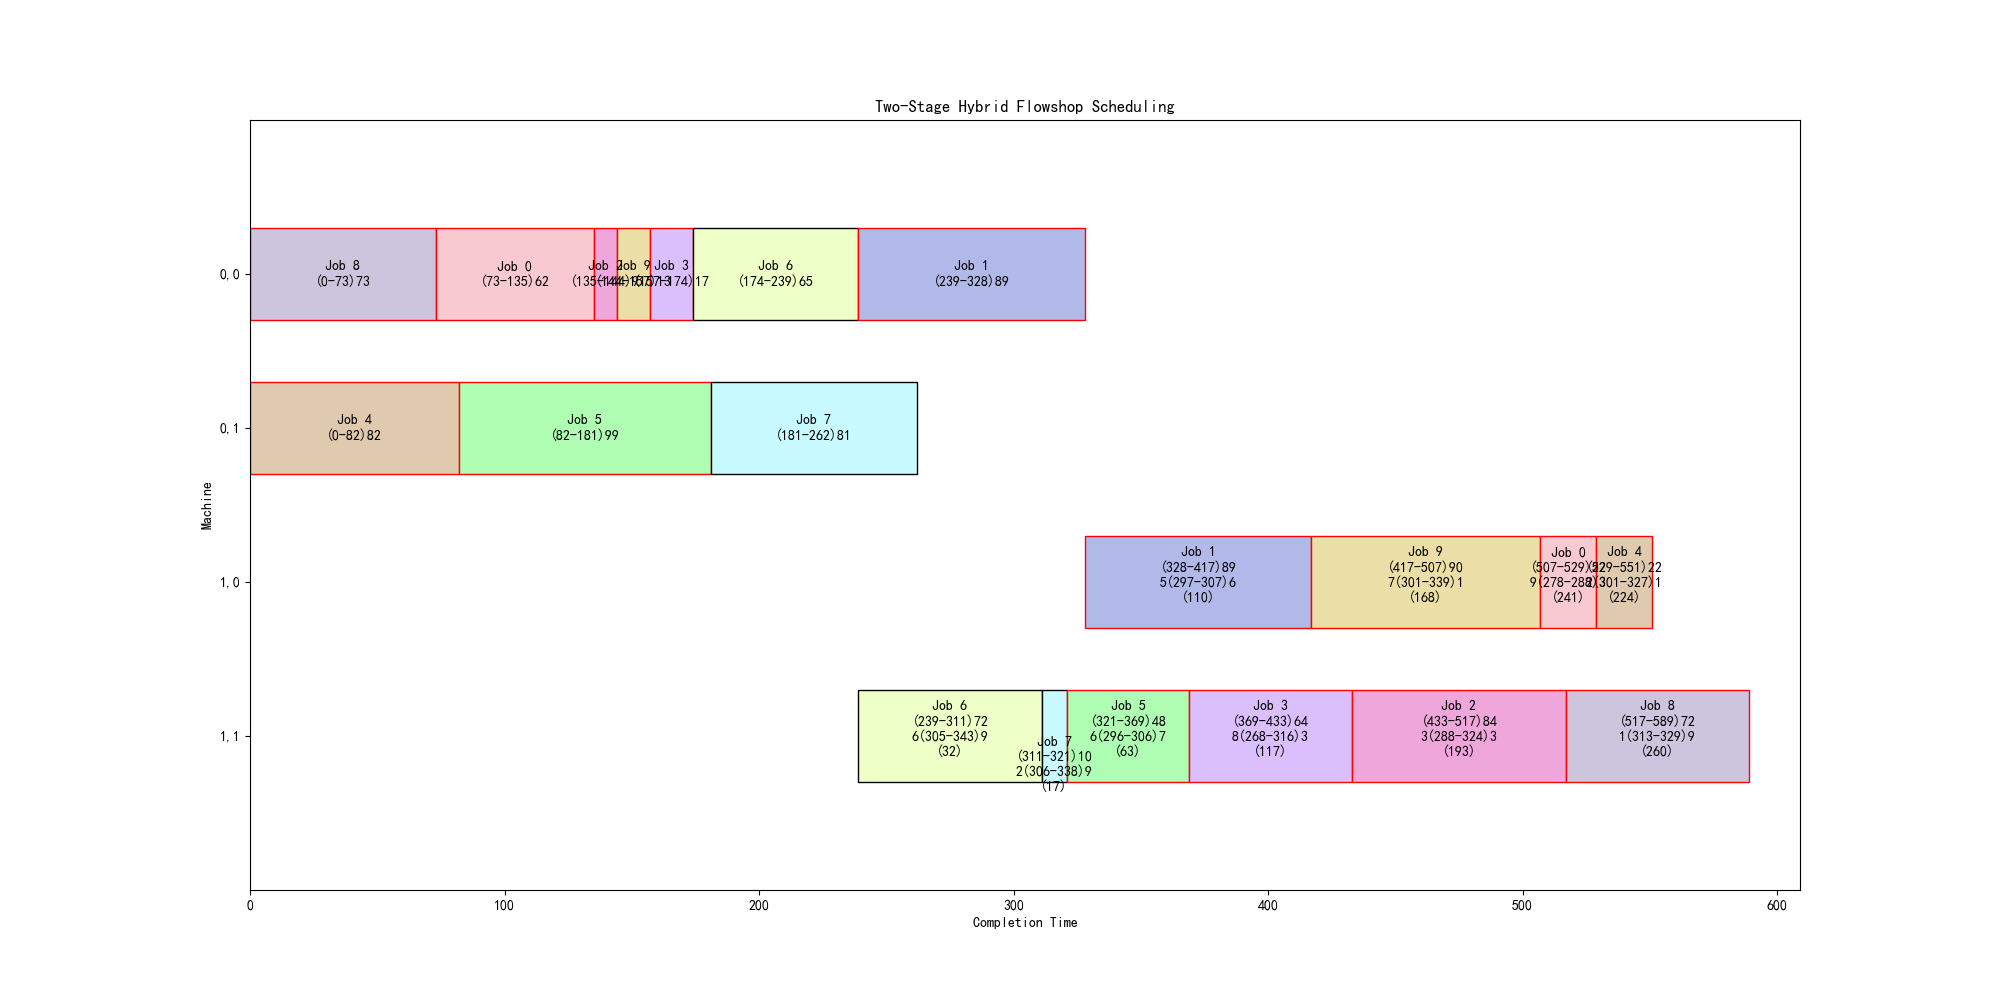 Two-Stage Hybrid Flowshop Scheduling
0,0
Job 8
(0-73)73
Job 0
(73-135)62
Job 2
(135-144)9
Job 9
(144-157)13
Job 3
(157-174)17
Job 6
(174-239)65
Job 1
(239-328)89
0,1
Job 4
(0-82)82
Job 5
(82-181)99
Job 7
(181-262)81
Machine
1,0
Job 1
(328-417)89
5(297-307)6
(110)
Job 9
(417-507)90
7(301-339)1
(168)
Job 0
(507-529)22
(241)
Job 4
(529-551)22
2(301-327)1
(224)
1,1
Job 6
(239-311)72
6(305-343)9
(32)
Job 7
(311-321)10
2(306-338)9
(17)
Job 5
(321-369)48
6(296-306)7
(63)
Job 3
(369-433)64
8(268-316)3
(117)
Job 2
(433-517)84
3(288-324)3
(193)
Job 8
(517-589)72
1(313-329)9
(260)
0
100
200
300
400
500
600
Completion Time